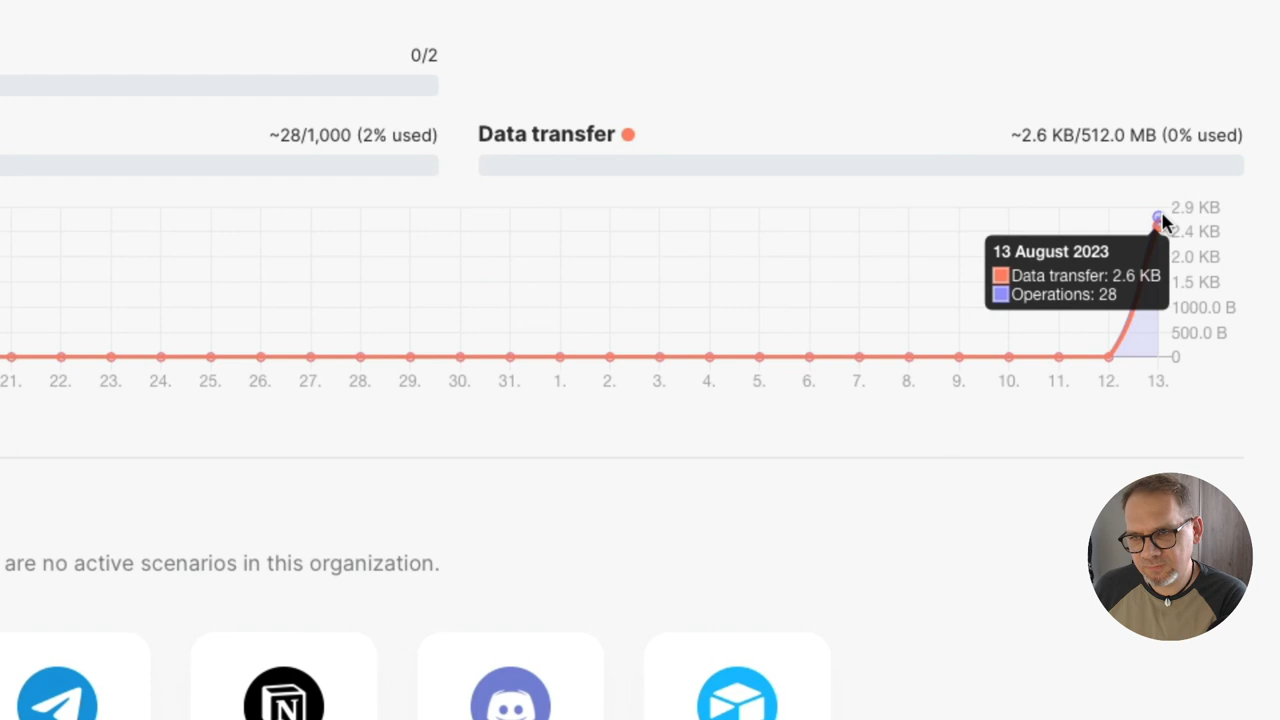 0/2
~28/1,000 (2% used)
Data transfer
~2.6 KB/512.0 MB (0% used)
2.9 KB
2.4 KB
13 August 2023
2.0 KB
Data transfer: 2.6 KB
1.5 KB
Operations: 28
1000.0 B
500.0 B
0
21. 22. 23. 24. 25. 26. 27. 28. 29. 30. 31. 1. 2. 3. 4. 5. 6. 7. 8. 9. 10. 11. 12. 13.
are no active scenarios in this organization.
N